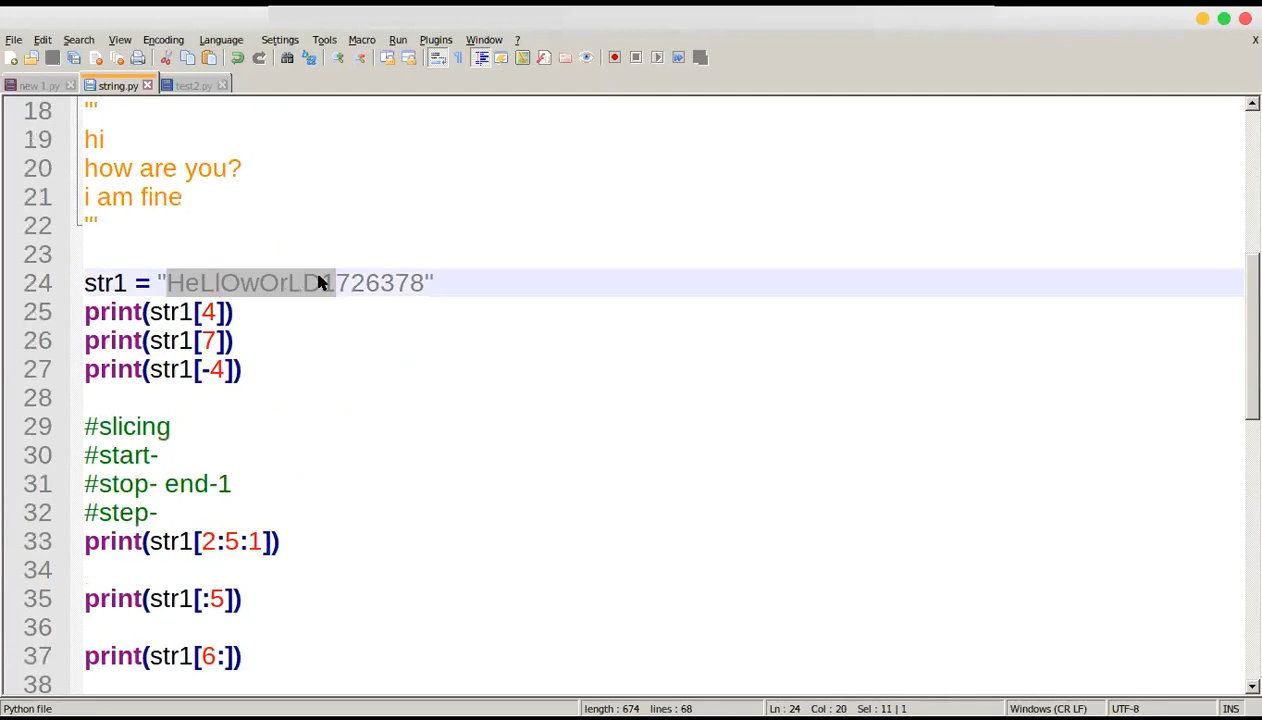 File Edit Search View Encoding Language Settings Tools Macro Run Plugins Window ? X
new 1.py string.py test2.py
18 '''
19 hi
20 how are you?
21 i am fine
22 '''
23
24 str1 = "HeLlOwOrLD1726378"
25 print(str1[4])
26 print(str1[7])
27 print(str1[-4])
28
29 #slicing
30 #start-
31 #stop- end-1
32 #step-
33 print(str1[2:5:1])
34
35 print(str1[:5])
36
37 print(str1[6:])
38
Python file length : 674 lines : 68 Ln : 24 Col : 20 Sel : 11 | 1 Windows (CR LF) UTF-8 INS